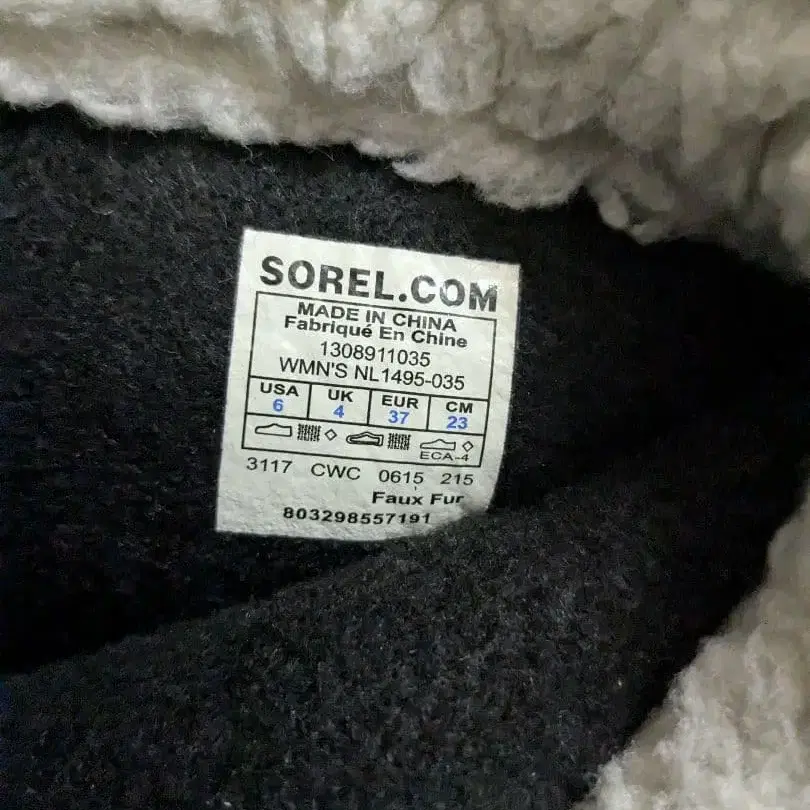 SOREL.COM
MADE IN CHINA
Fabriqué En Chine
1308911035
WMN'S NL1495-035
USA UK EUR CM
6 4 37 23
ECA-4
3117 CWC 0615 215
Faux Fur
803298557191